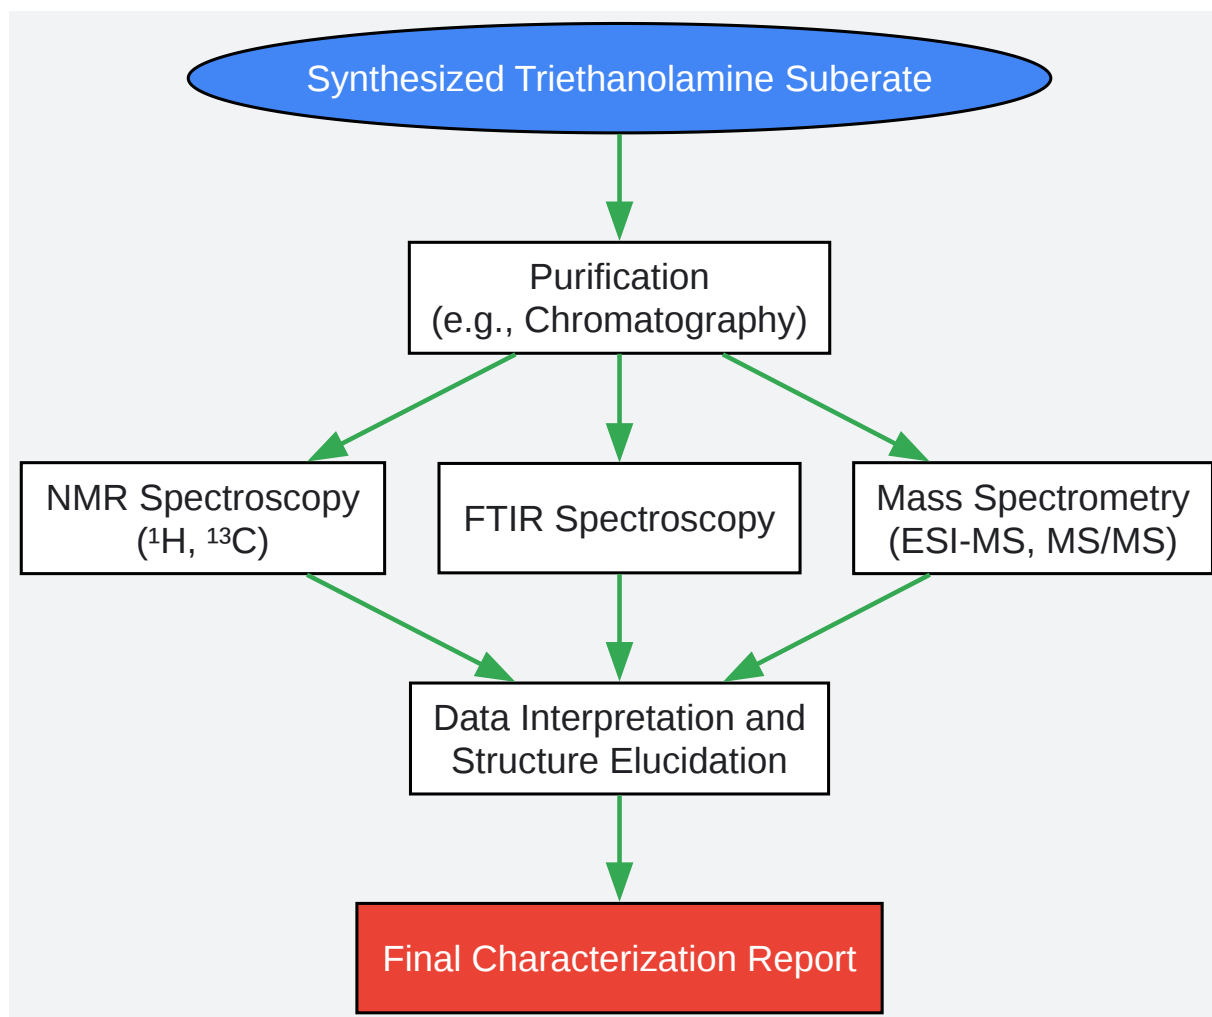 Synthesized Triethanolamine Suberate
Purification
(e.g., Chromatography)
NMR Spectroscopy
(¹H, ¹³C)
FTIR Spectroscopy
Mass Spectrometry
(ESI-MS, MS/MS)
Data Interpretation and
Structure Elucidation
Final Characterization Report